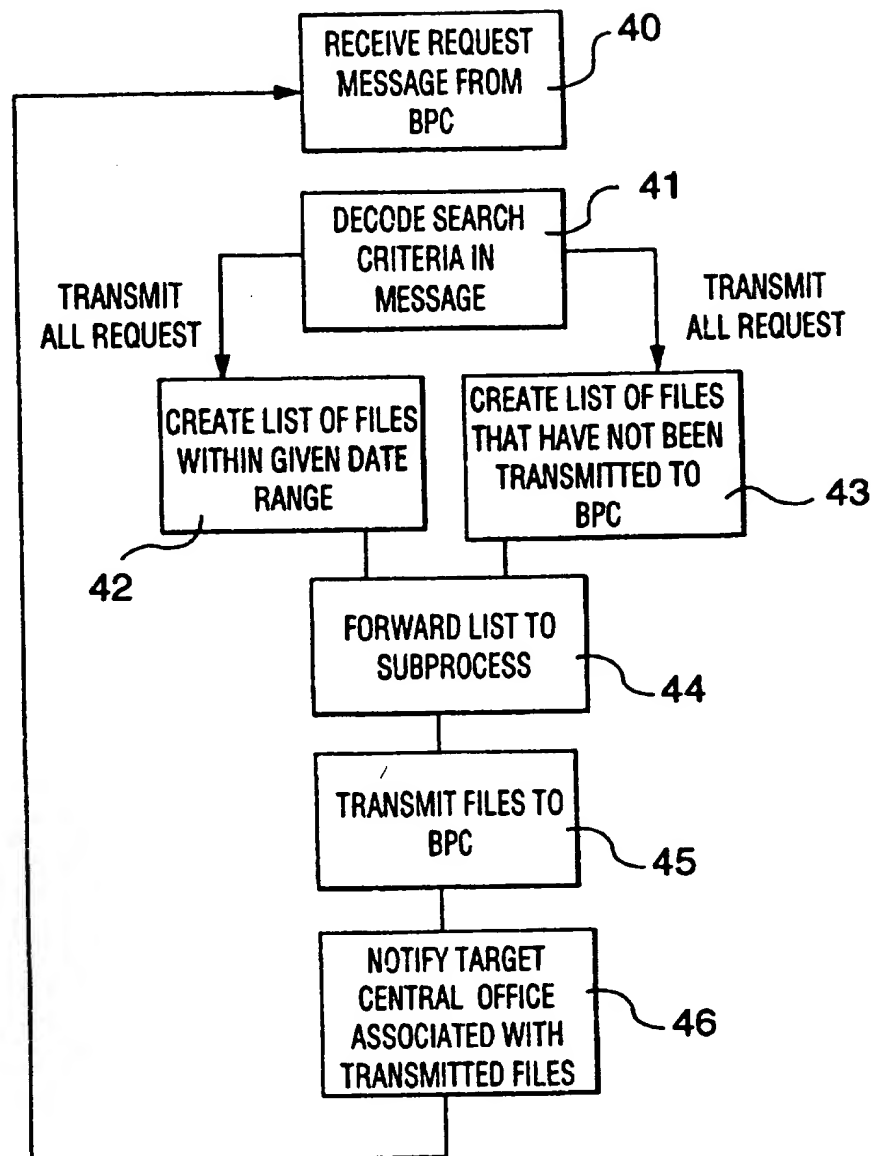 RECEIVE REQUEST
MESSAGE FROM
BPC
40
DECODE SEARCH
CRITERIA IN
MESSAGE
41
TRANSMIT
ALL REQUEST
TRANSMIT
ALL REQUEST
CREATE LIST OF FILES
WITHIN GIVEN DATE
RANGE
42
CREATE LIST OF FILES
THAT HAVE NOT BEEN
TRANSMITTED TO
BPC
43
FORWARD LIST TO
SUBPROCESS
44
TRANSMIT FILES TO
BPC
45
NOTIFY TARGET
CENTRAL OFFICE
ASSOCIATED WITH
TRANSMITTED FILES
46